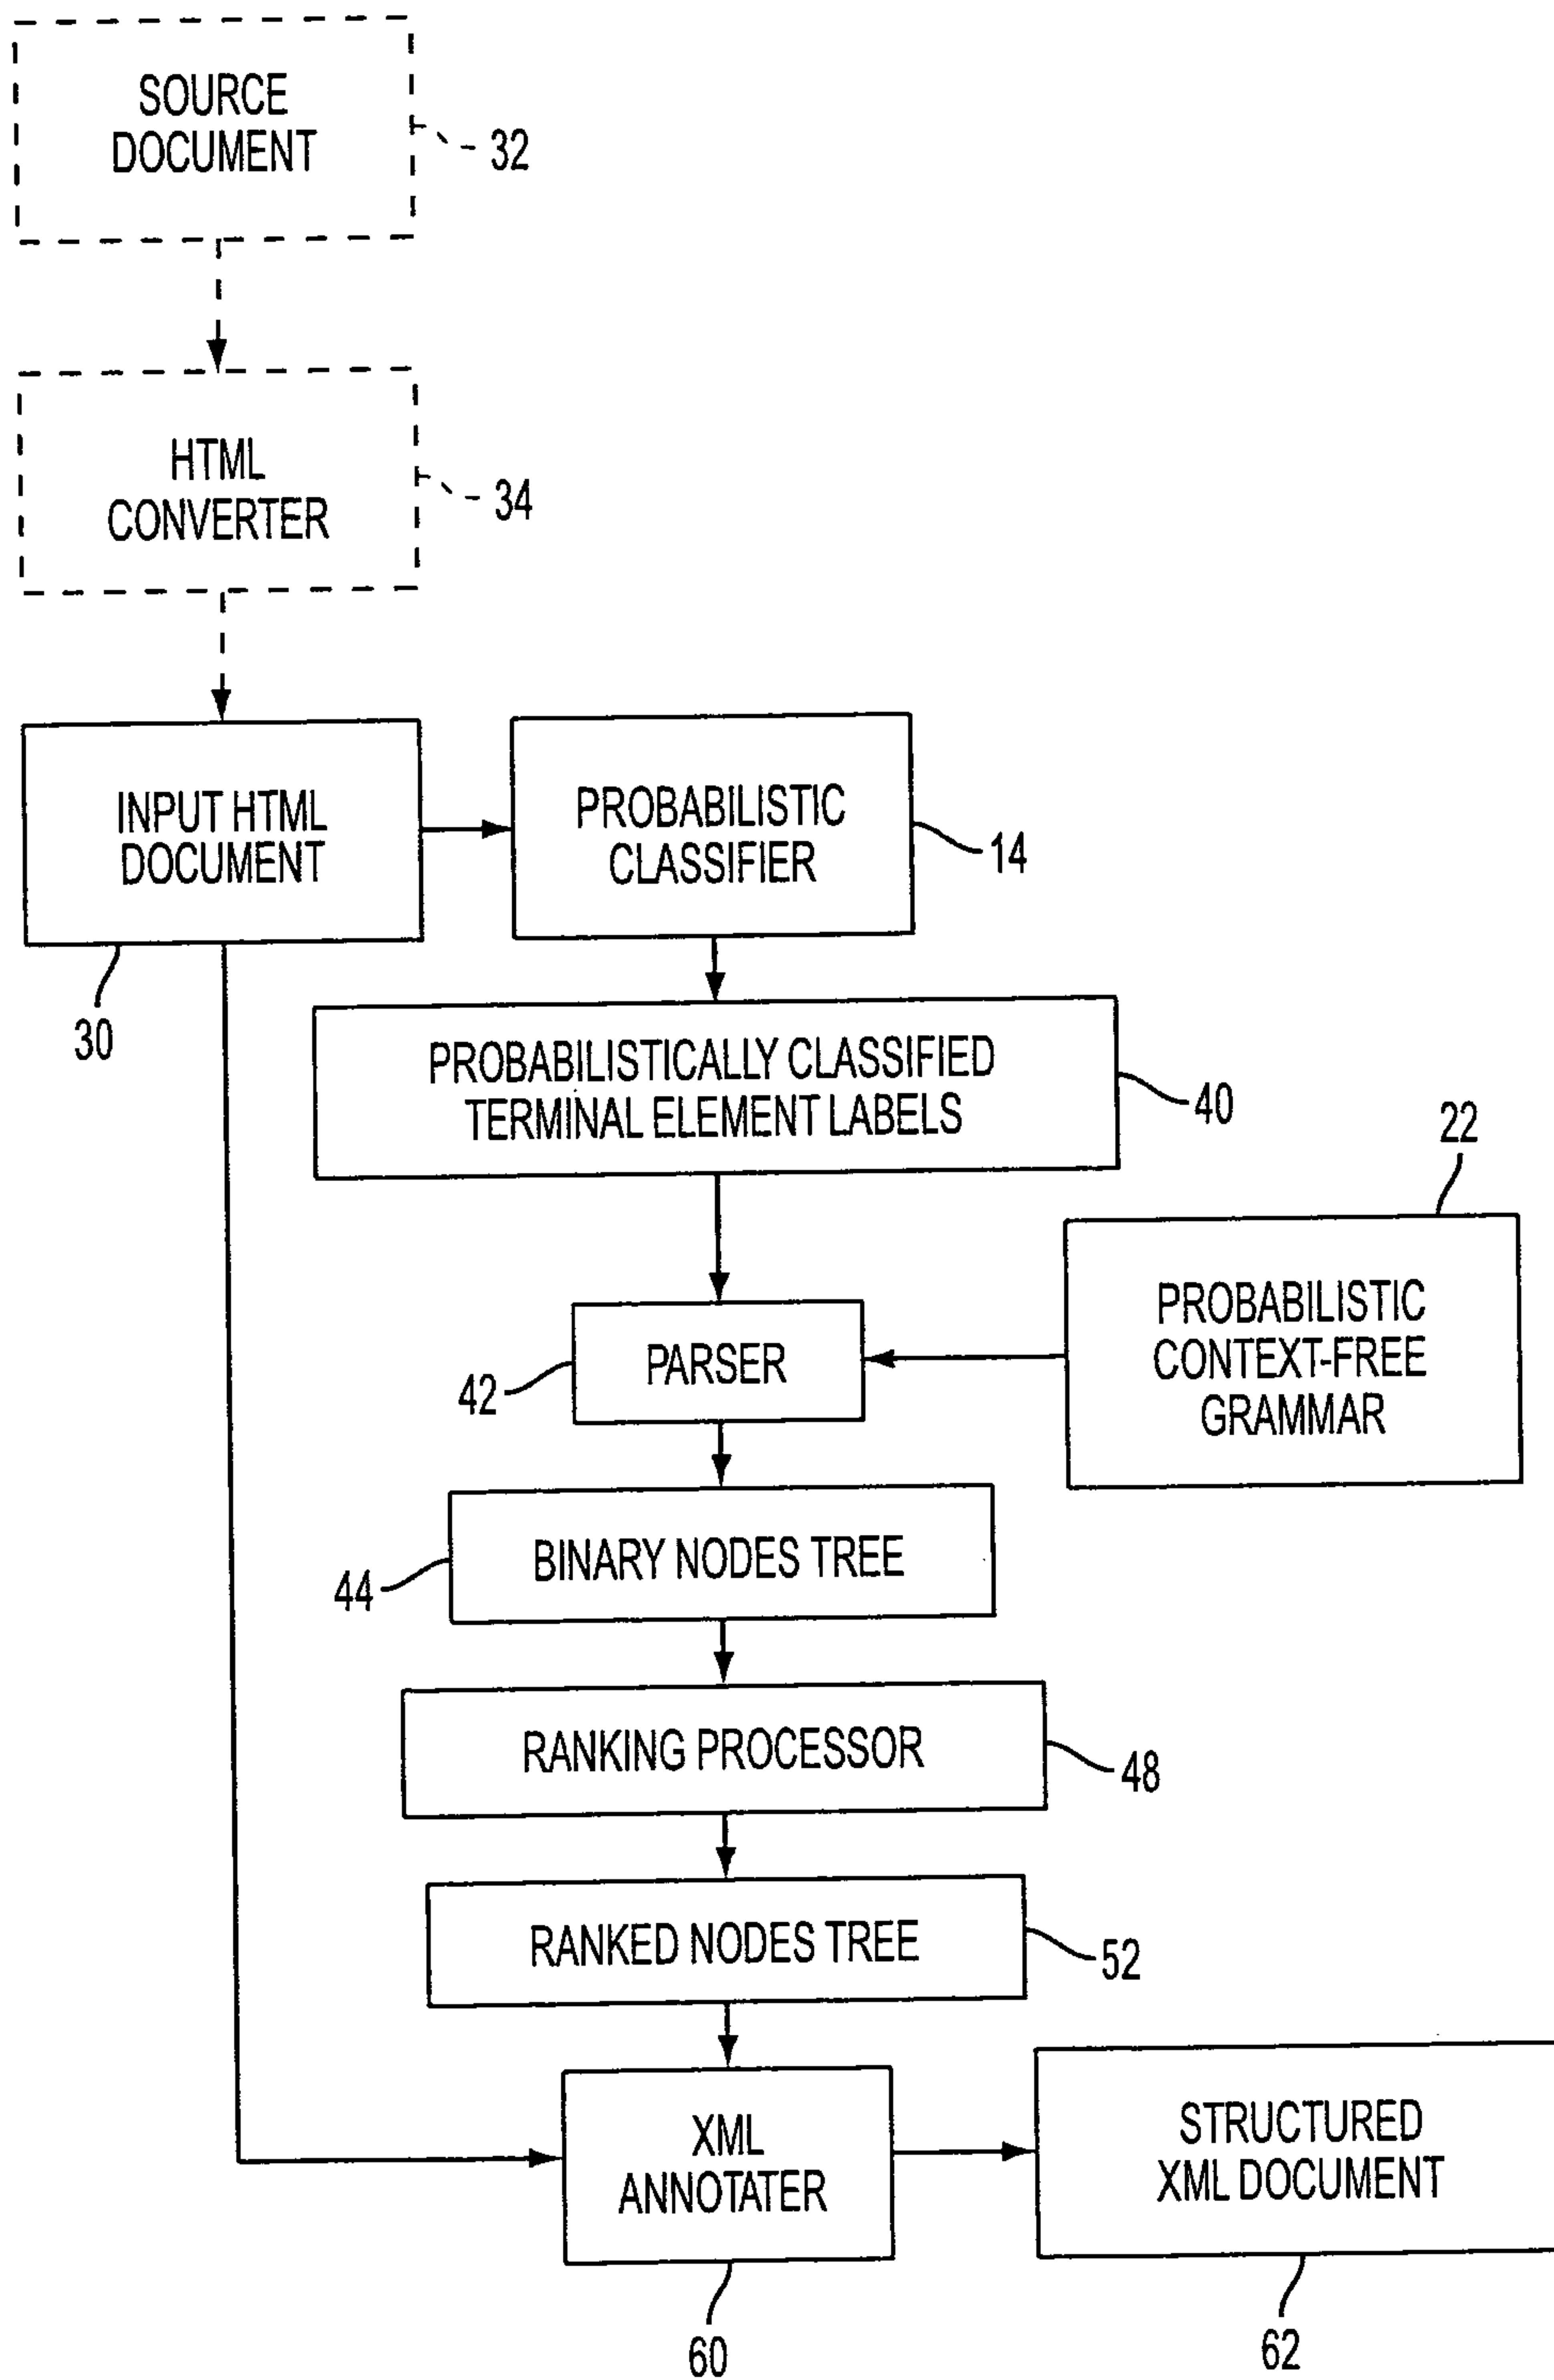 SOURCE
DOCUMENT
32
HTML
CONVERTER
34
INPUT HTML
DOCUMENT
30
PROBABILISTIC
CLASSIFIER
14
PROBABILISTICALLY CLASSIFIED
TERMINAL ELEMENT LABELS
40
22
PROBABILISTIC
CONTEXT-FREE
GRAMMAR
PARSER
42
BINARY NODES TREE
44
RANKING PROCESSOR
48
RANKED NODES TREE
52
XML
ANNOTATER
60
STRUCTURED
XML DOCUMENT
62